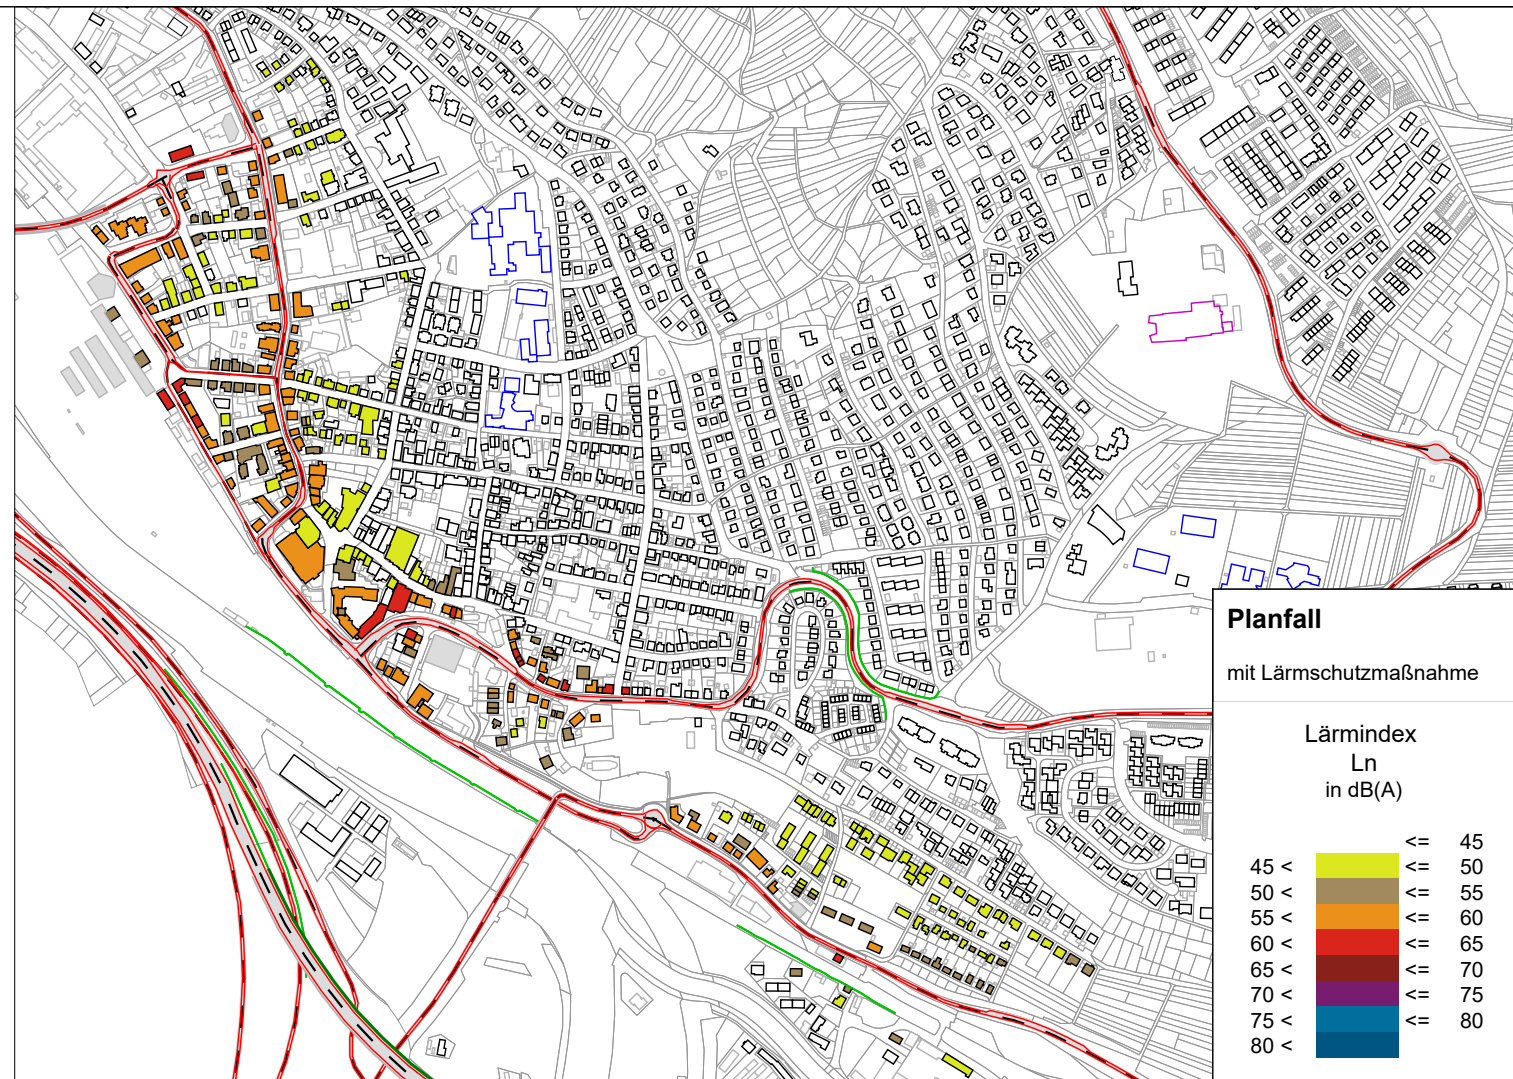 Planfall
mit Lärmschutzmaßnahme
Lärmindex
Ln
in dB(A)
<= 45
45 < <= 50
50 < <= 55
55 < <= 60
60 < <= 65
65 < <= 70
70 < <= 75
75 < <= 80
80 <